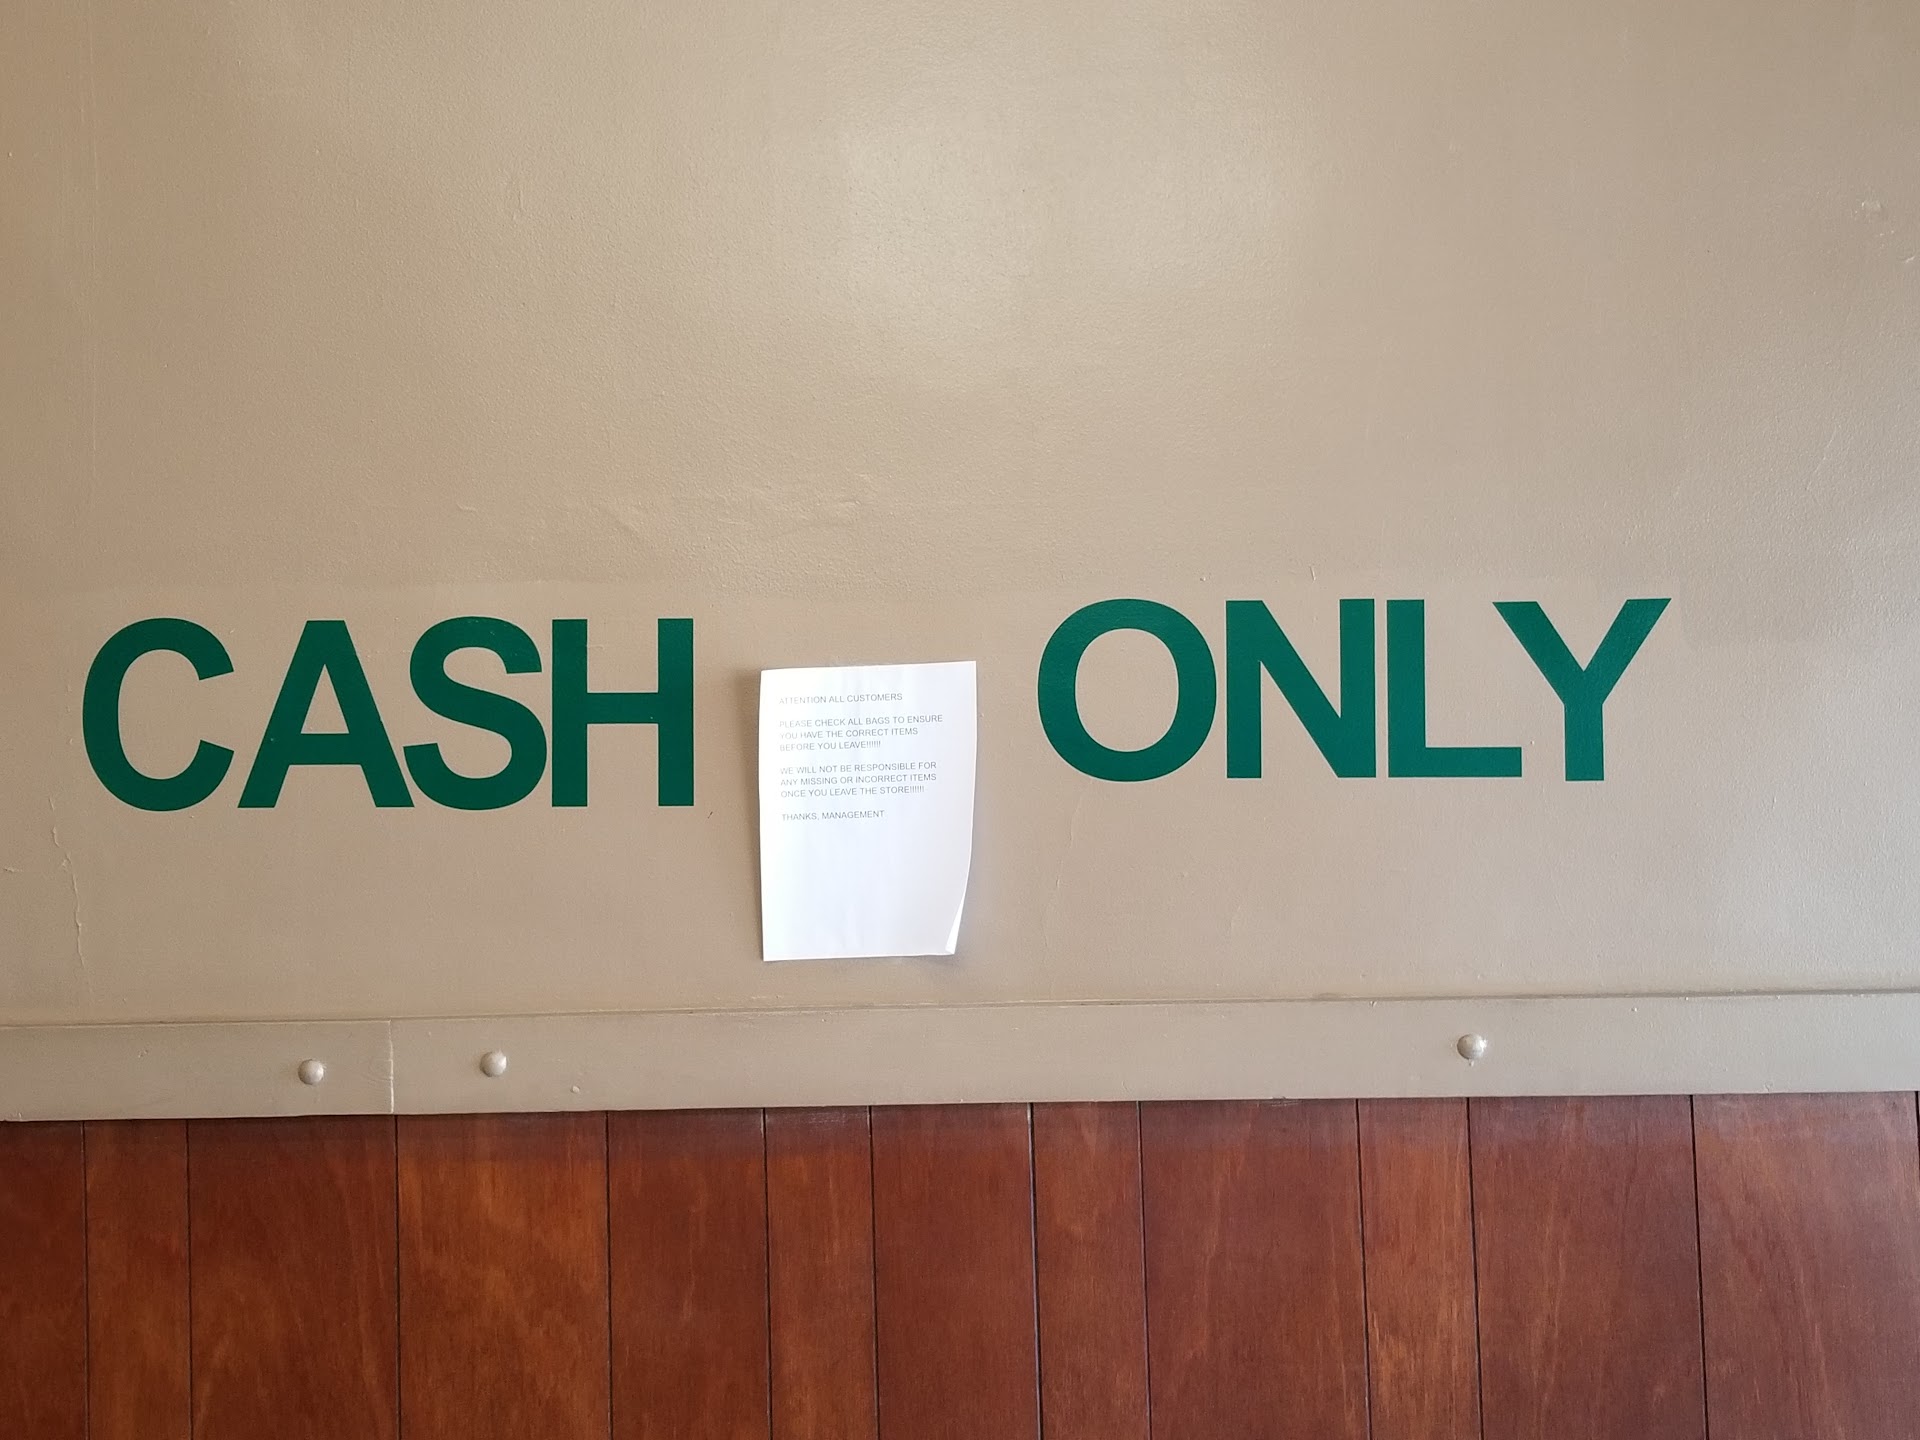 CASH ONLY
ATTENTION ALL CUSTOMERS
PLEASE CHECK ALL BAGS TO ENSURE
YOU HAVE THE CORRECT ITEMS
BEFORE YOU LEAVE!!!!!!
WE WILL NOT BE RESPONSIBLE FOR
ANY MISSING OR INCORRECT ITEMS
ONCE YOU LEAVE THE STORE!!!!!!
THANKS, MANAGEMENT